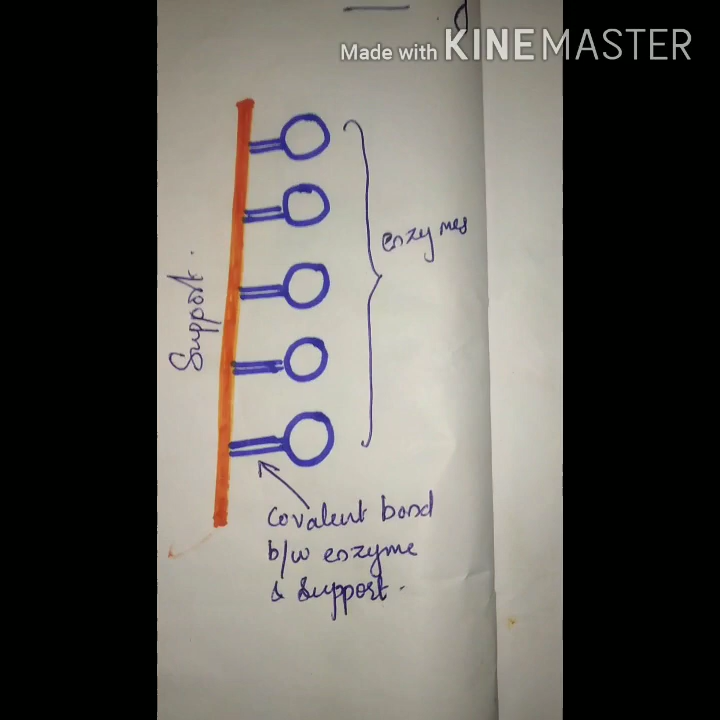 Made with KINEMASTER
Support.
enzymes
Covalent bond
b/w enzyme
& Support.